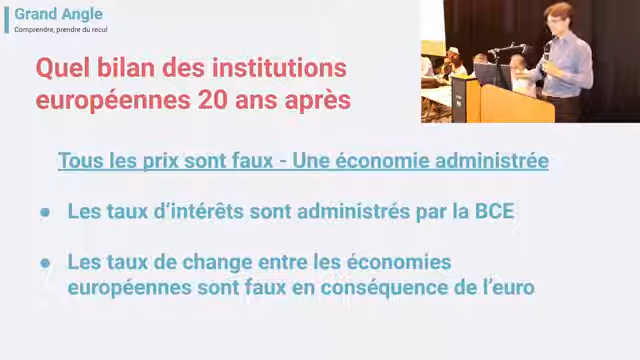 Grand Angle
Comprendre, prendre du recul
Quel bilan des institutions
européennes 20 ans après
Tous les prix sont faux - Une économie administrée
Les taux d'intérêts sont administrés par la BCE
Les taux de change entre les économies
européennes sont faux en conséquence de l'euro